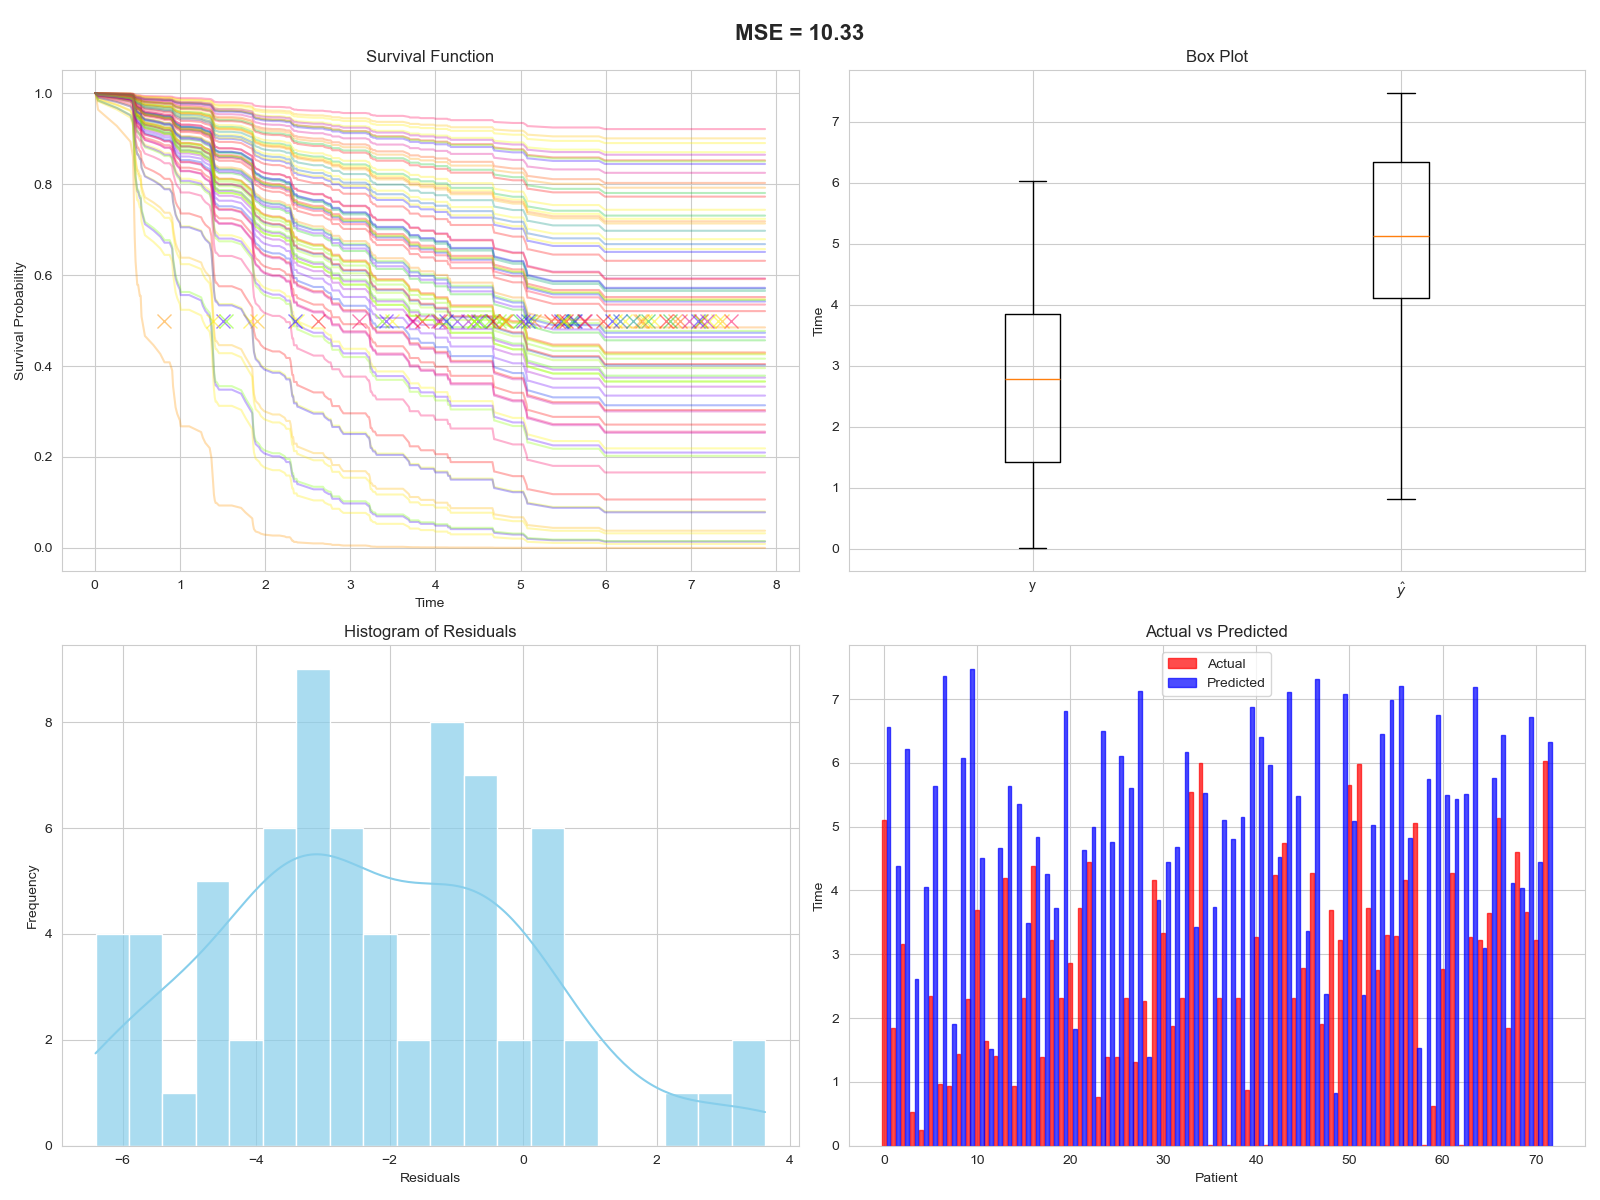 MSE = 10.33
Survival Function
Survival Probability
1.0
0.8
0.6
0.4
0.2
0.0
0 1 2 3 4 5 6 7 8
Time
Box Plot
Time
7
6
5
4
3
2
1
0
y ŷ
Histogram of Residuals
Frequency
8
6
4
2
0
−6 −4 −2 0 2 4
Residuals
Actual vs Predicted
Actual
Predicted
Time
7
6
5
4
3
2
1
0
0 10 20 30 40 50 60 70
Patient